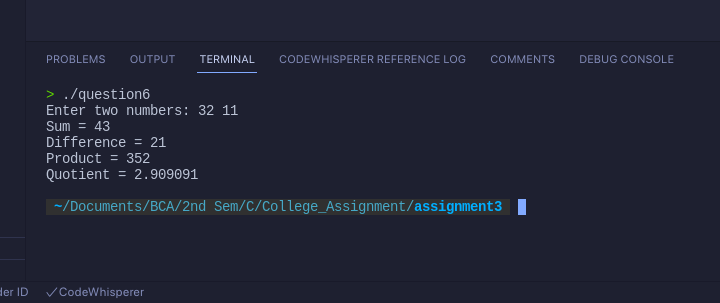 PROBLEMS OUTPUT TERMINAL CODEWHISPERER REFERENCE LOG COMMENTS DEBUG CONSOLE
> ./question6
Enter two numbers: 32 11
Sum = 43
Difference = 21
Product = 352
Quotient = 2.909091
~/Documents/BCA/2nd Sem/C/College_Assignment/assignment3
ID ✓CodeWhisperer